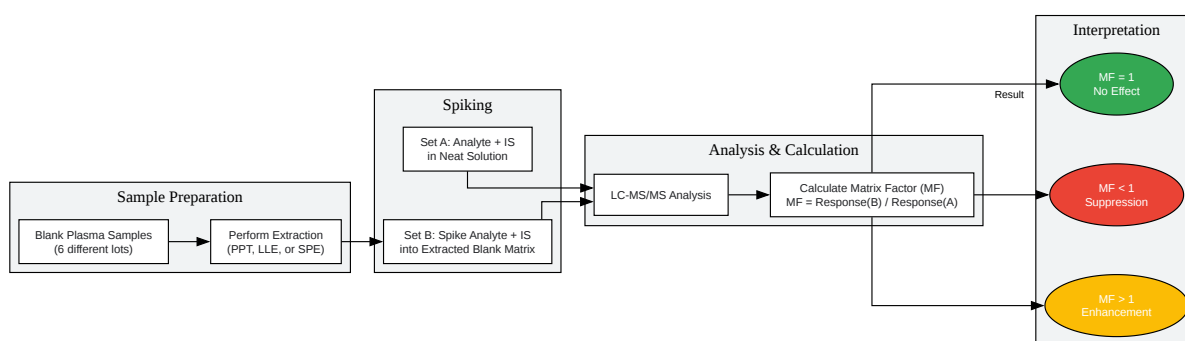 Sample Preparation
Blank Plasma Samples
(6 different lots)
Perform Extraction
(PPT, LLE, or SPE)
Spiking
Set A: Analyte + IS
in Neat Solution
Set B: Spike Analyte + IS
into Extracted Blank Matrix
Analysis & Calculation
LC-MS/MS Analysis
Calculate Matrix Factor (MF)
MF = Response(B) / Response(A)
Result
Interpretation
MF = 1
No Effect
MF < 1
Suppression
MF > 1
Enhancement